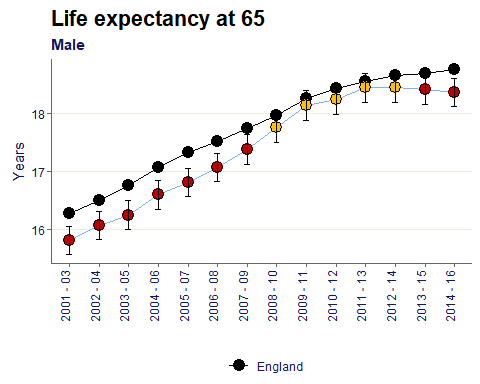 Life expectancy at 65
Male
Years
18
17
16
2001 - 03
2002 - 04
2003 - 05
2004 - 06
2005 - 07
2006 - 08
2007 - 09
2008 - 10
2009 - 11
2010 - 12
2011 - 13
2012 - 14
2013 - 15
2014 - 16
England